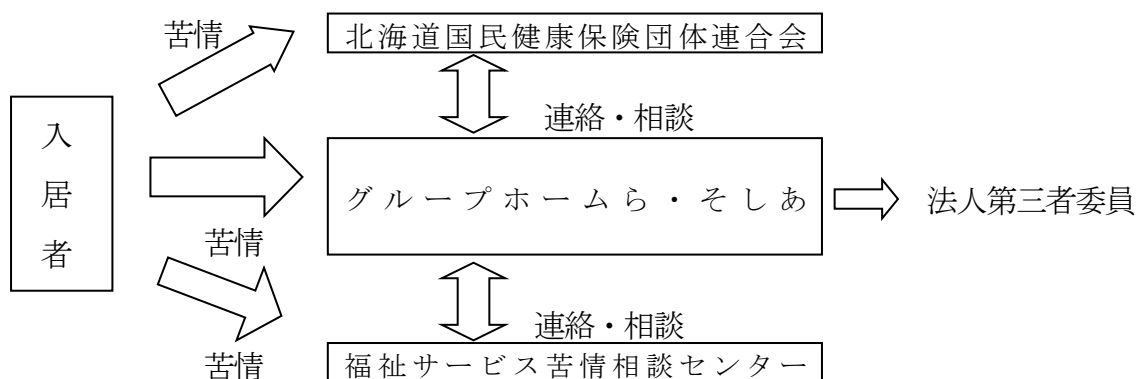 苦情
北海道国民健康保険団体連合会
連絡・相談
入居者
グループホームら・そしあ
法人第三者委員
苦情
連絡・相談
苦情
福祉サービス苦情相談センター